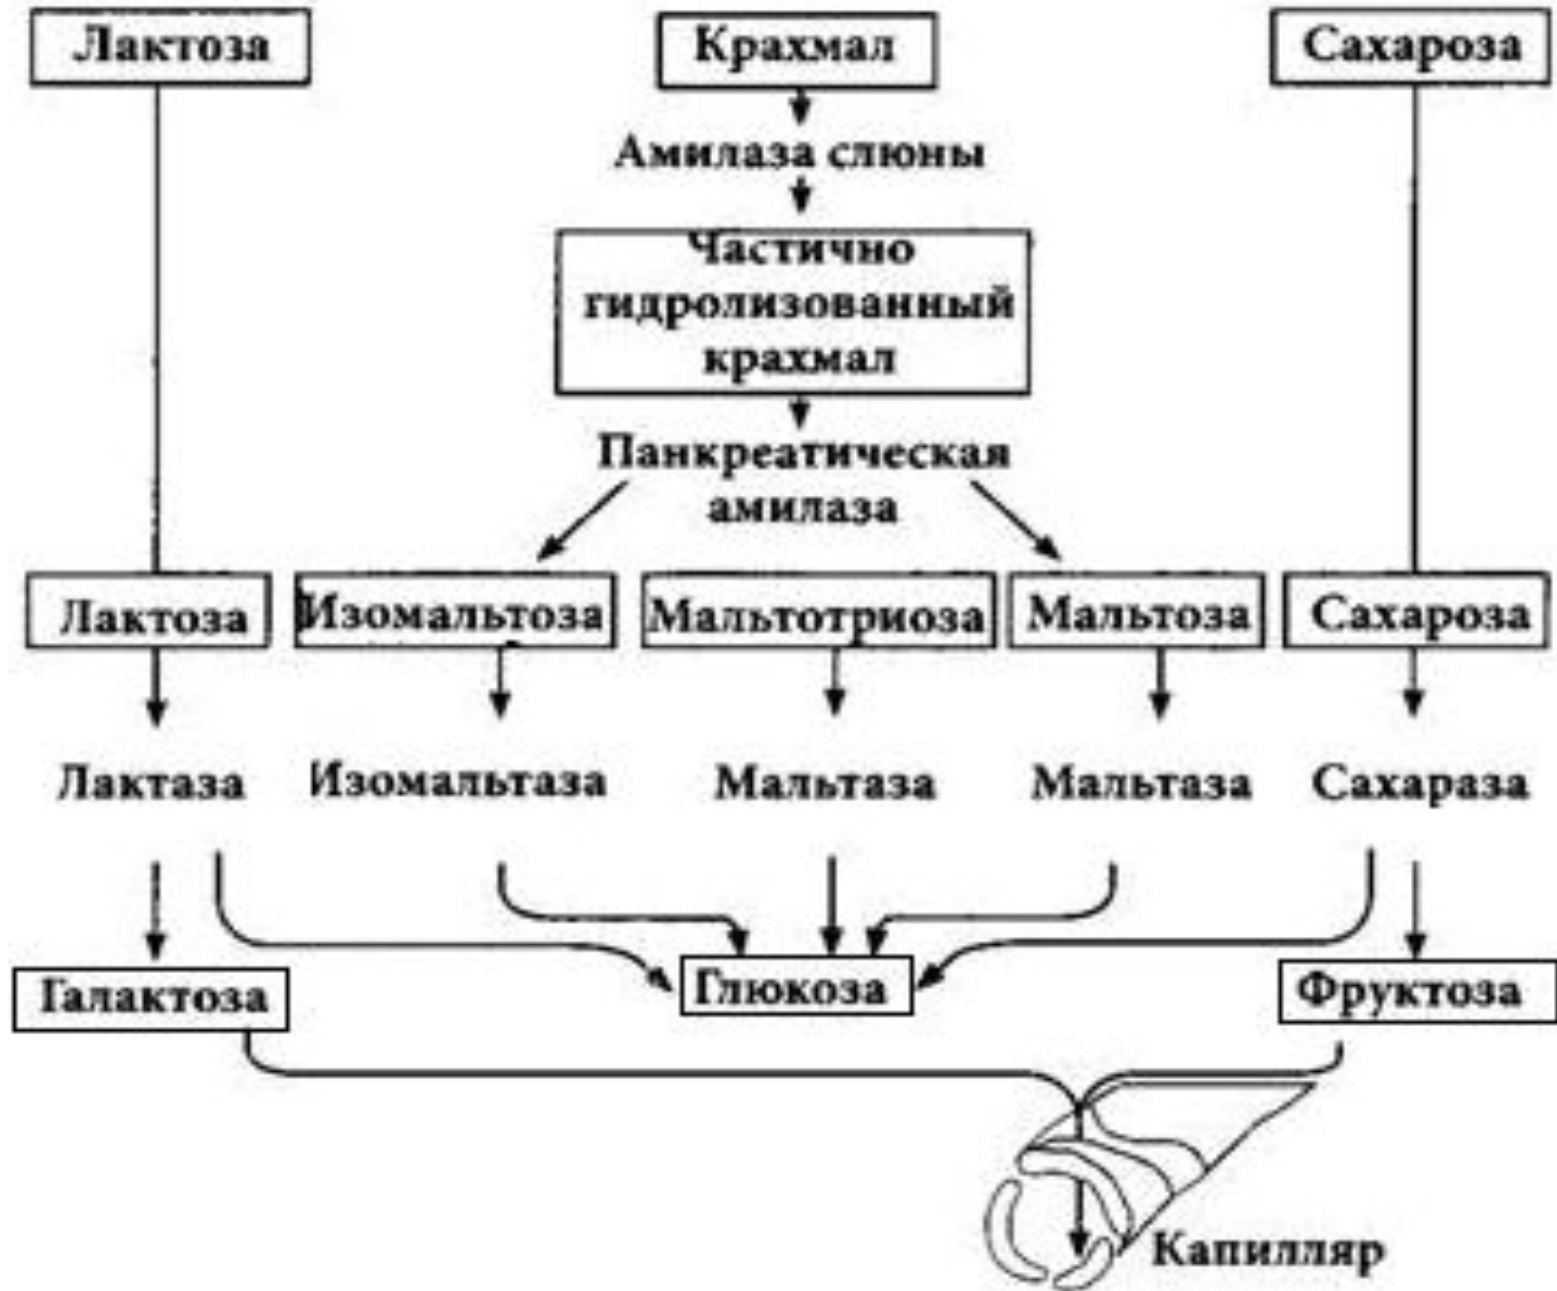 Лактоза
Крахмал
Сахароза
Амилаза слюны
Частично
гидролизованный
крахмал
Панкреатическая
амилаза
Лактоза
Изомальтоза
Мальтотриоза
Мальтоза
Сахароза
Лактаза
Изомальтаза
Мальтаза
Мальтаза
Сахараза
Галактоза
Глюкоза
Фруктоза
Капилляр